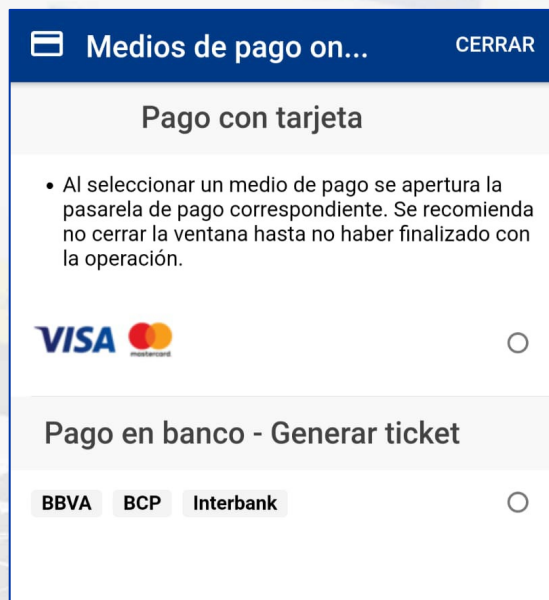 Medios de pago on... CERRAR
Pago con tarjeta
• Al seleccionar un medio de pago se apertura la
pasarela de pago correspondiente. Se recomienda
no cerrar la ventana hasta no haber finalizado con
la operación.
VISA mastercard
Pago en banco - Generar ticket
BBVA BCP Interbank